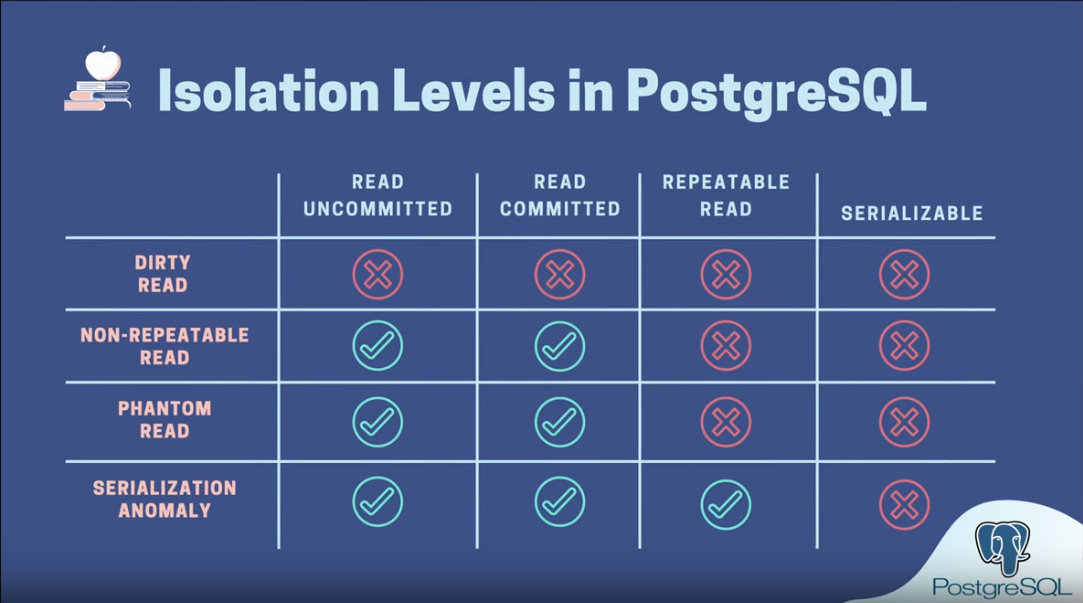 Isolation Levels in PostgreSQL
READ
UNCOMMITTED
READ
COMMITTED
REPEATABLE
READ
SERIALIZABLE
DIRTY
READ
NON-REPEATABLE
READ
PHANTOM
READ
SERIALIZATION
ANOMALY
PostgreSQL